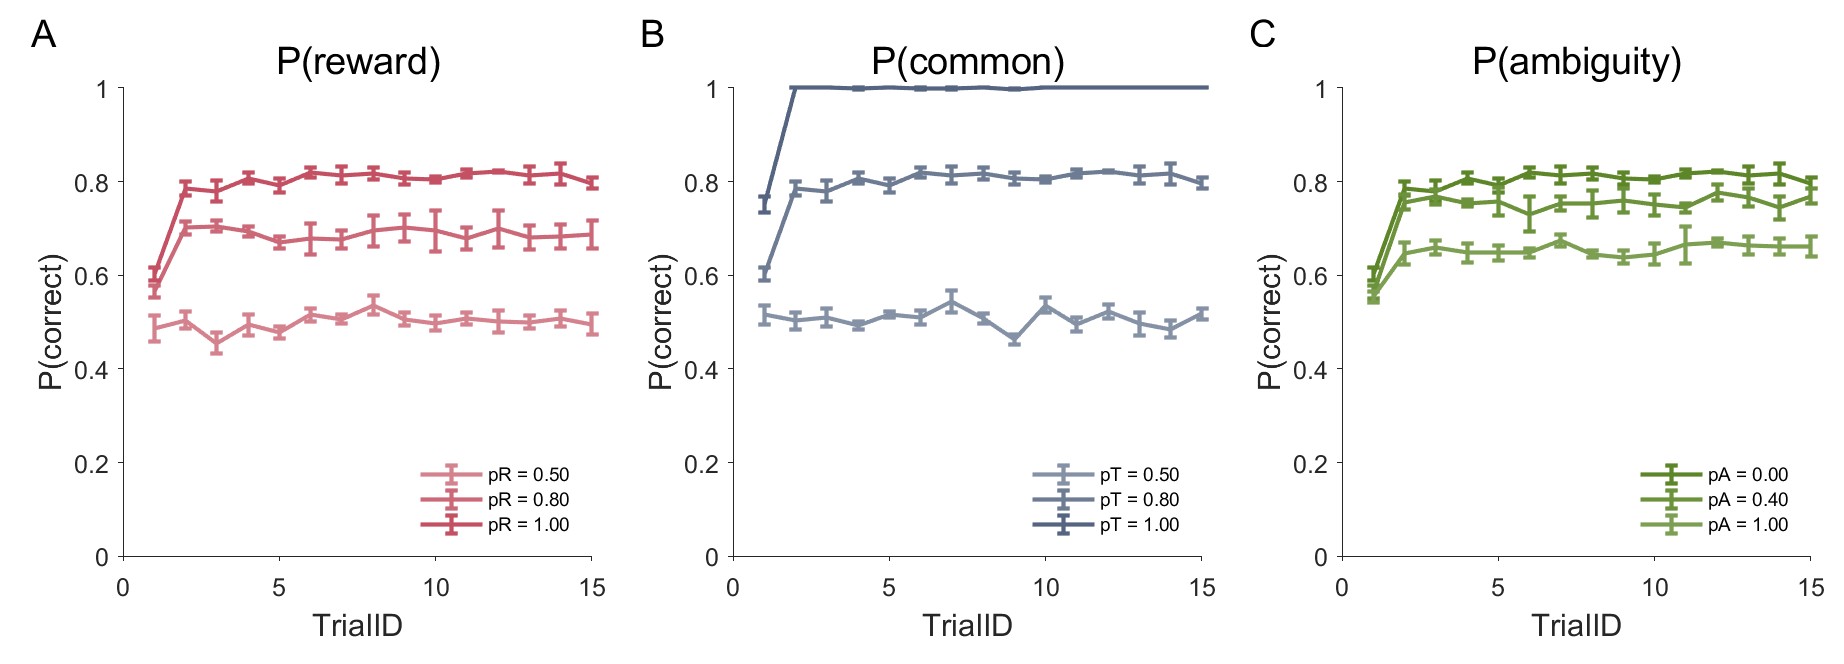 A
P(reward)
1
0.8
0.6
0.4
0.2
0
P(correct)
pR = 0.50
pR = 0.80
pR = 1.00
0 5 10 15
TrialID
B
P(common)
1
0.8
0.6
0.4
0.2
0
P(correct)
pT = 0.50
pT = 0.80
pT = 1.00
0 5 10 15
TrialID
C
P(ambiguity)
1
0.8
0.6
0.4
0.2
0
P(correct)
pA = 0.00
pA = 0.40
pA = 1.00
0 5 10 15
TrialID